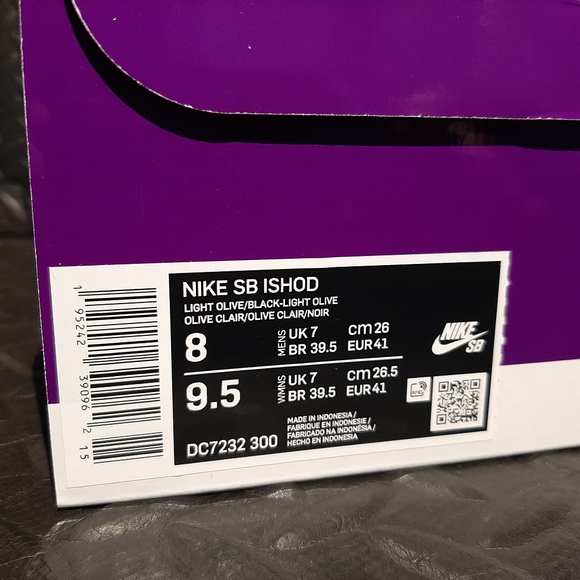 NIKE SB ISHOD
LIGHT OLIVE/BLACK-LIGHT OLIVE
OLIVE CLAIR/OLIVE CLAIR/NOIR
8 MENS UK 7 cm 26
BR 39.5 EUR 41
9.5 WMNS UK 7 cm 26.5
BR 39.5 EUR 41
MADE IN INDONESIA/
FABRIQUE EN INDONESIE/
FABRICADO NA INDONÉSIA/
HECHO EN INDONESIA
DC7232 300
NIKE
SB
1 95242 39096 2 15